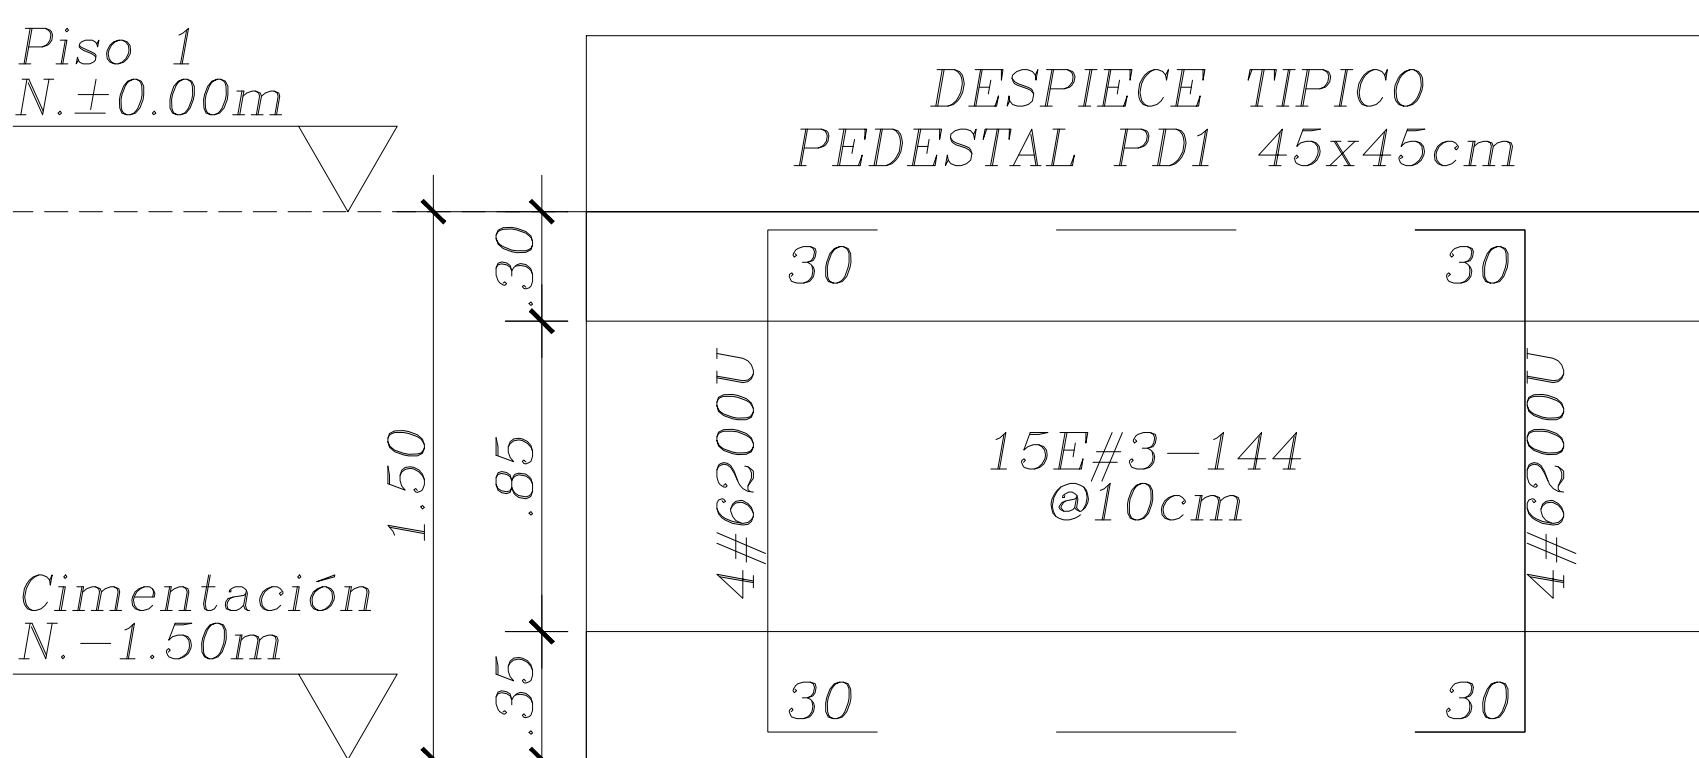 Piso 1
N.±0.00m
DESPIECE TIPICO
PEDESTAL PD1 45x45cm
.30
30
30
1.50
.85
4#6200U
15E#3-144
@10cm
4#6200U
Cimentación
N.-1.50m
.35
30
30